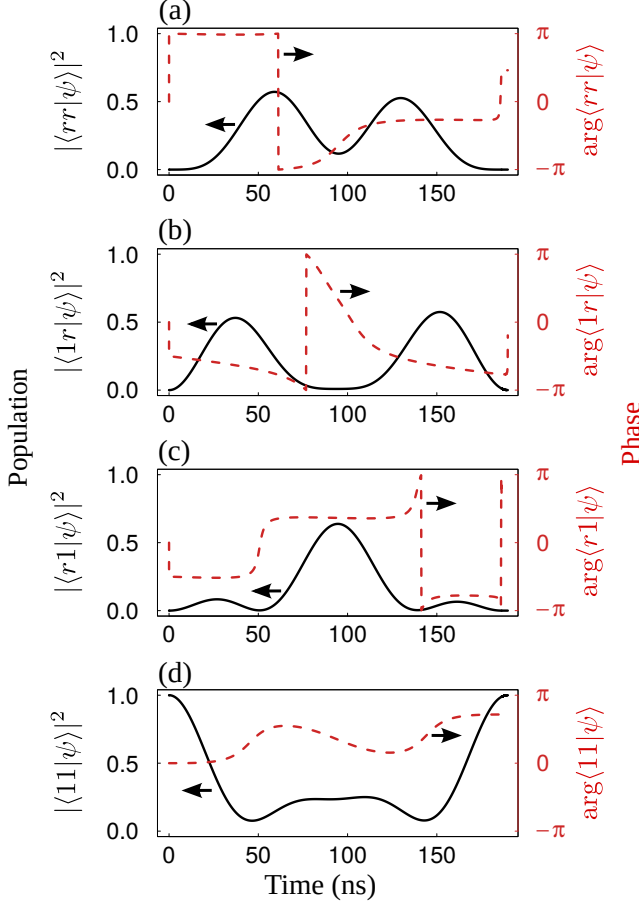 (a)
1.0
0.5
0.0
0
50
100
150
π
0
−π
|⟨rr|ψ⟩|²
arg⟨rr|ψ⟩
(b)
1.0
0.5
0.0
0
50
100
150
π
0
−π
|⟨1r|ψ⟩|²
arg⟨1r|ψ⟩
Population
Phase
(c)
1.0
0.5
0.0
0
50
100
150
π
0
−π
|⟨r1|ψ⟩|²
arg⟨r1|ψ⟩
(d)
1.0
0.5
0.0
0
50
100
150
π
0
−π
|⟨11|ψ⟩|²
arg⟨11|ψ⟩
Time (ns)